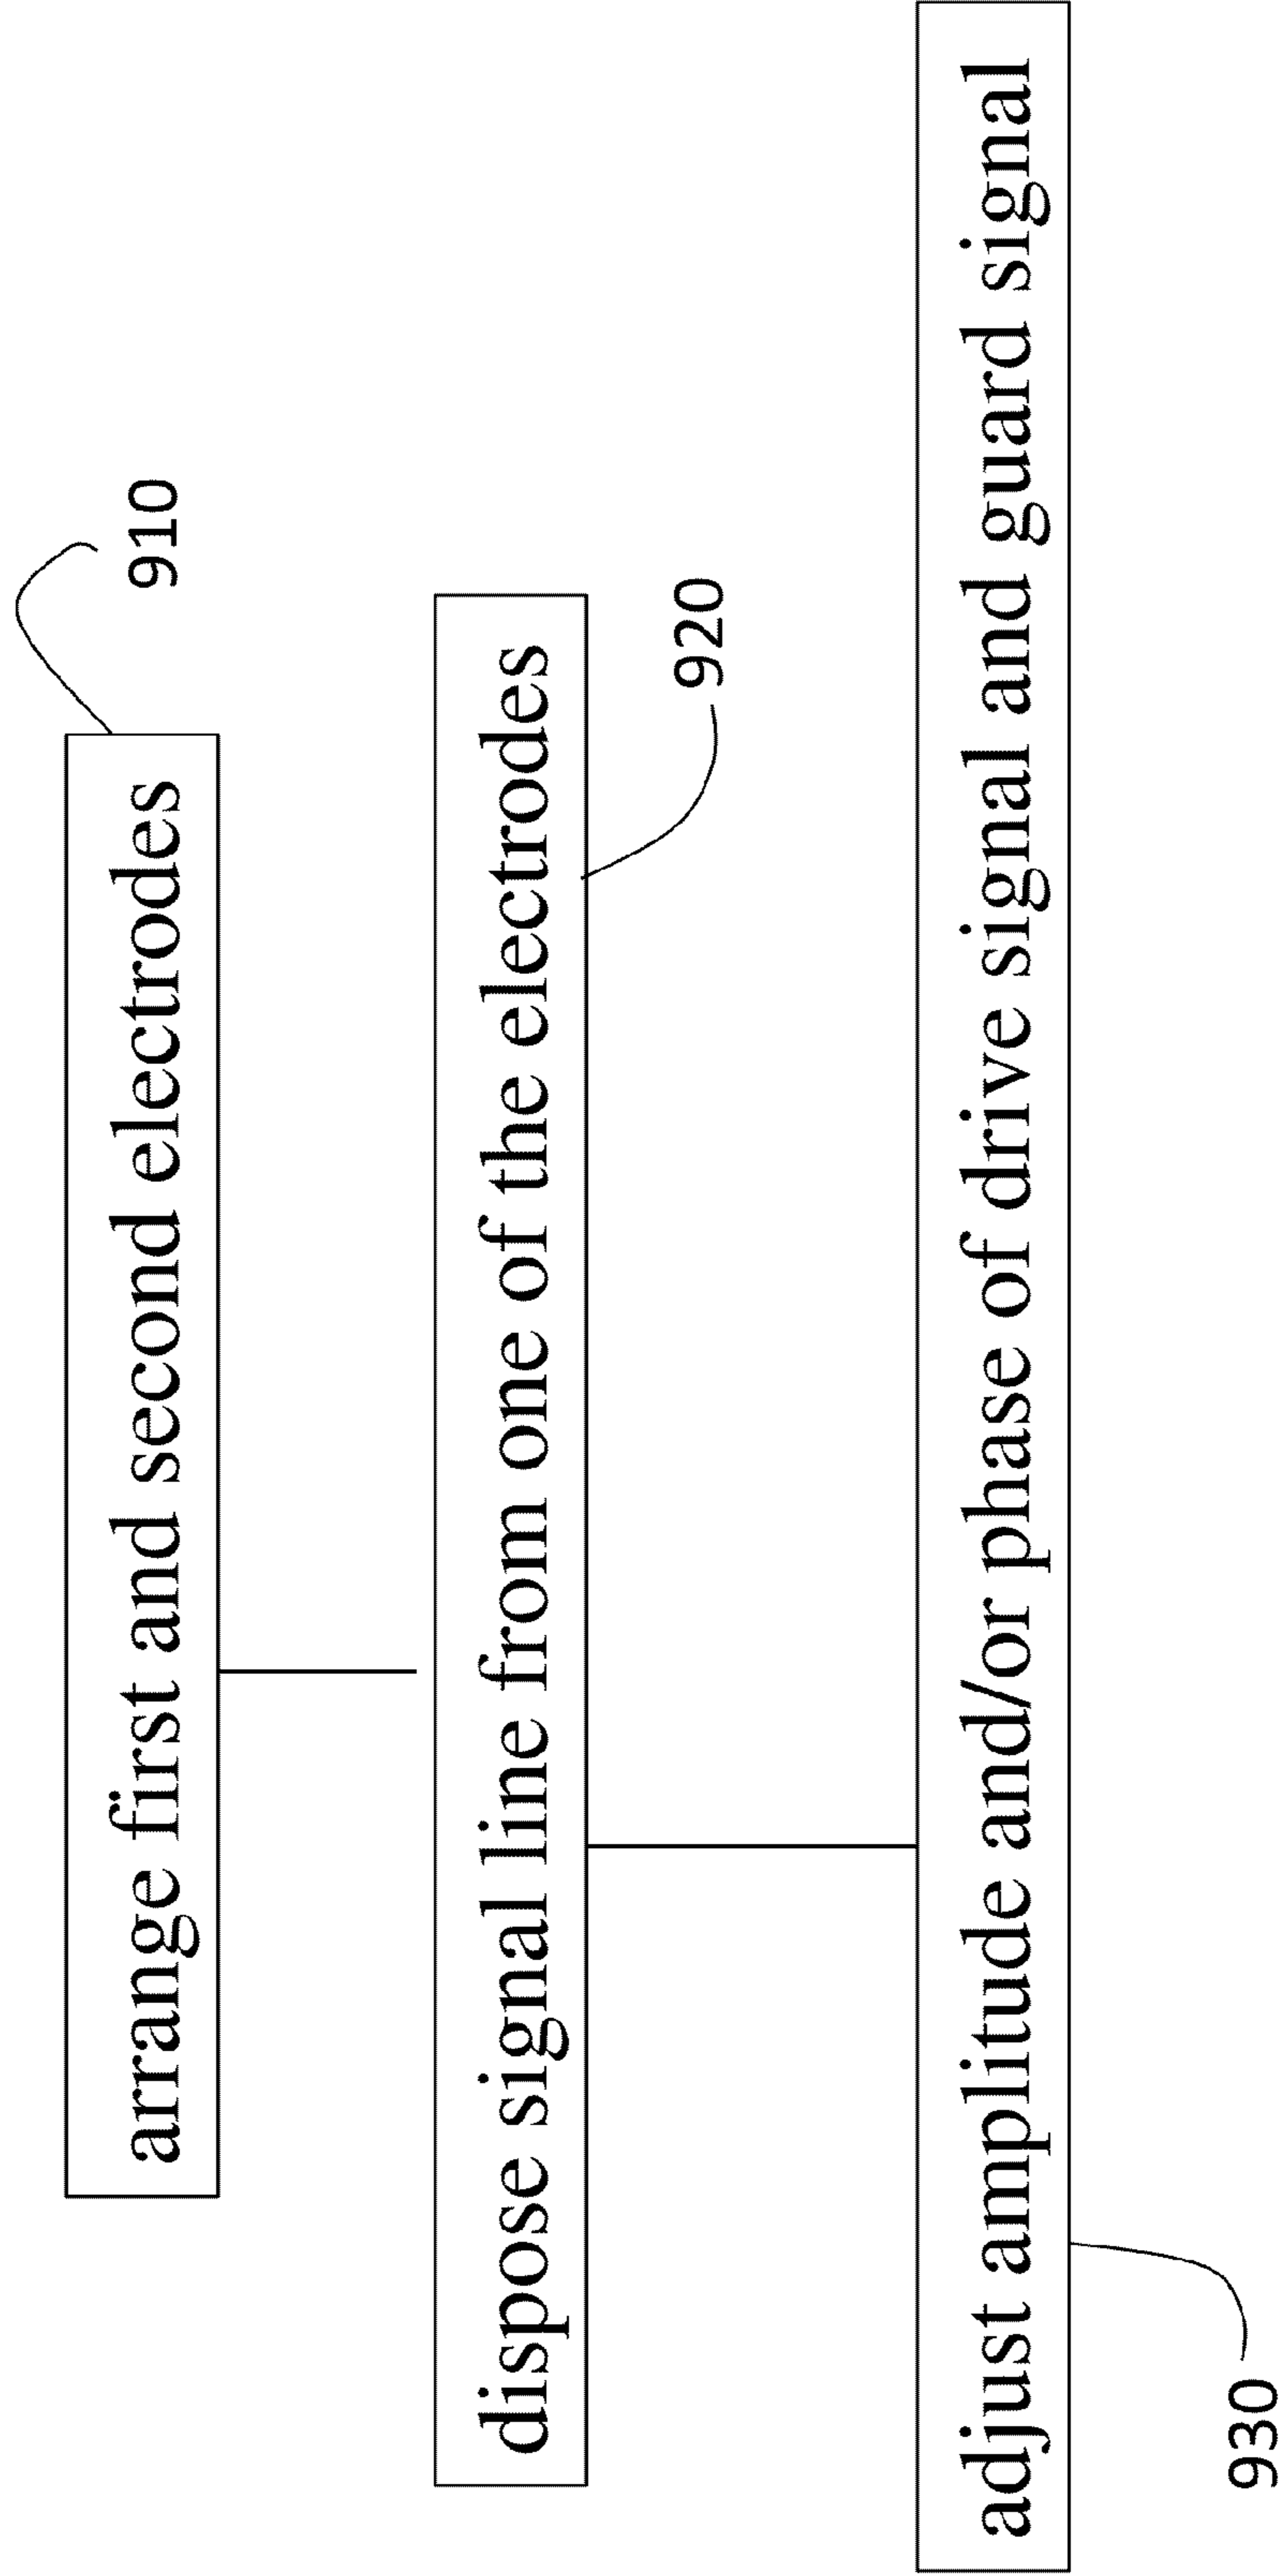 910
arrange first and second electrodes
dispose signal line from one of the electrodes
920
adjust amplitude and/or phase of drive signal and guard signal
930